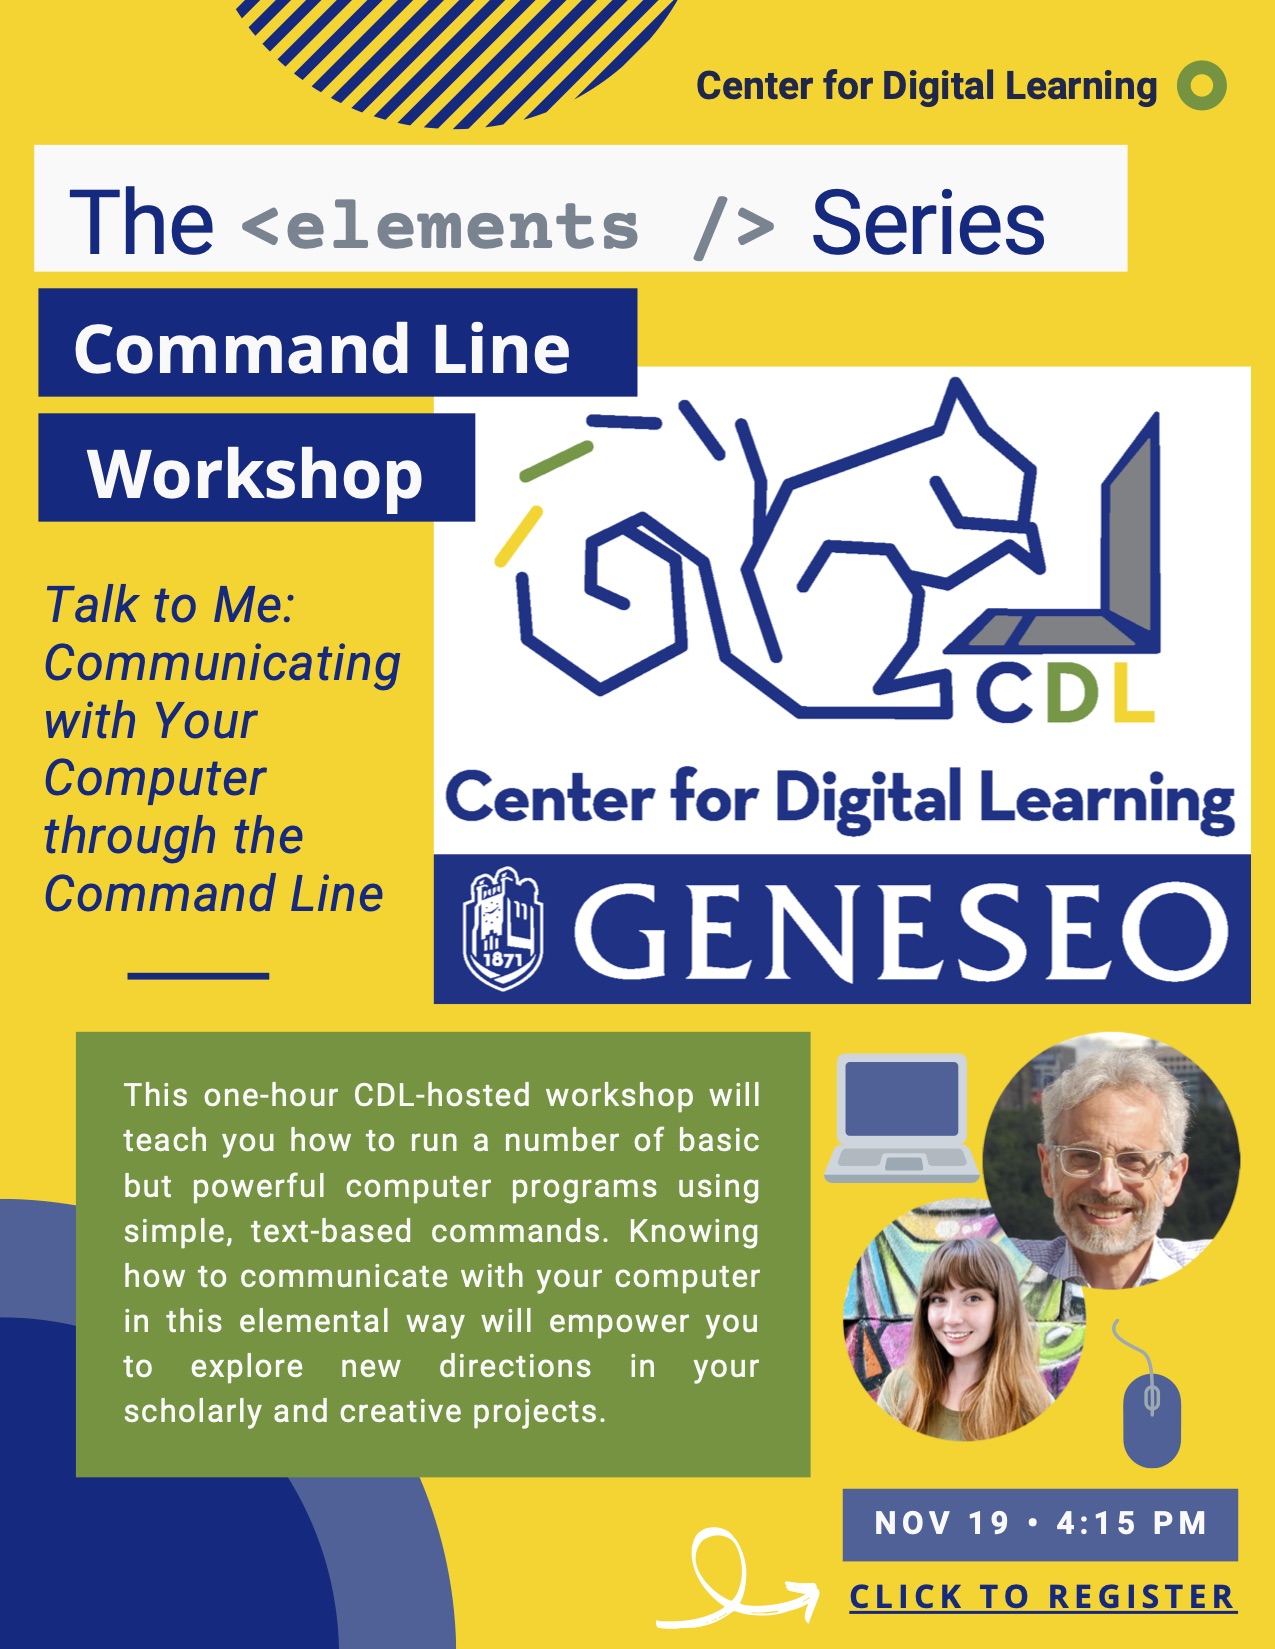 Center for Digital Learning
The <elements /> Series
Command Line
Workshop
Talk to Me:
Communicating
with Your
Computer
through the
Command Line
CDL
Center for Digital Learning
1871
GENESEO
This one-hour CDL-hosted workshop will
teach you how to run a number of basic
but powerful computer programs using
simple, text-based commands. Knowing
how to communicate with your computer
in this elemental way will empower you
to explore new directions in your
scholarly and creative projects.
NOV 19 • 4:15 PM
CLICK TO REGISTER